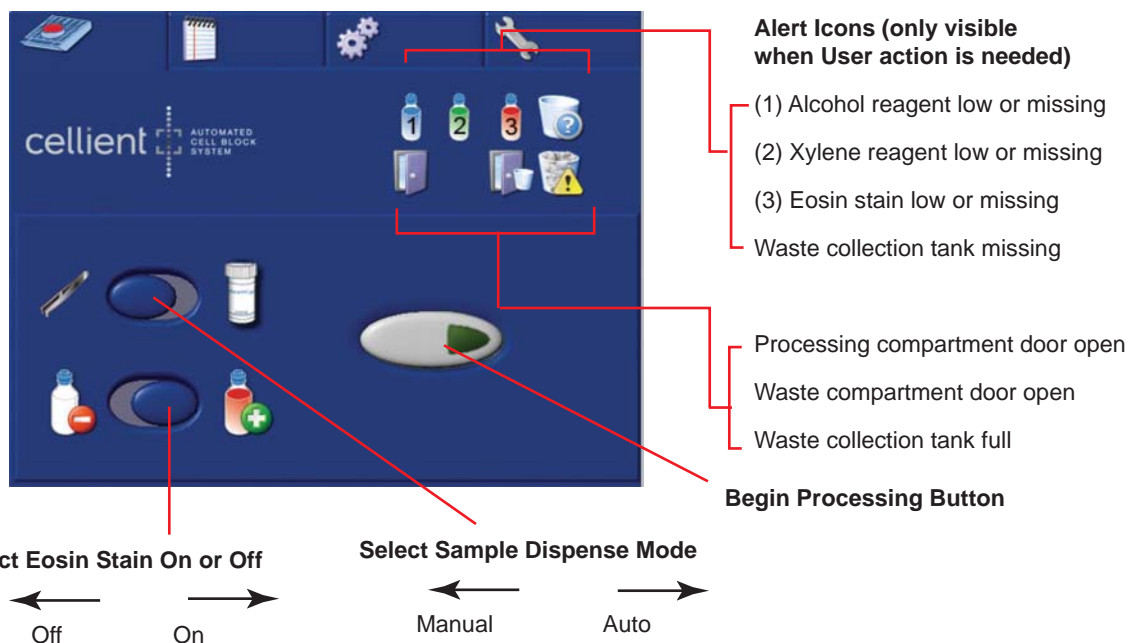 Alert Icons (only visible
when User action is needed)
(1) Alcohol reagent low or missing
(2) Xylene reagent low or missing
(3) Eosin stain low or missing
Waste collection tank missing
1 2 3 ?
cellient
AUTOMATED
CELL BLOCK
SYSTEM
Processing compartment door open
Waste compartment door open
Waste collection tank full
Begin Processing Button
ct Eosin Stain On or Off
Off On
Select Sample Dispense Mode
Manual Auto